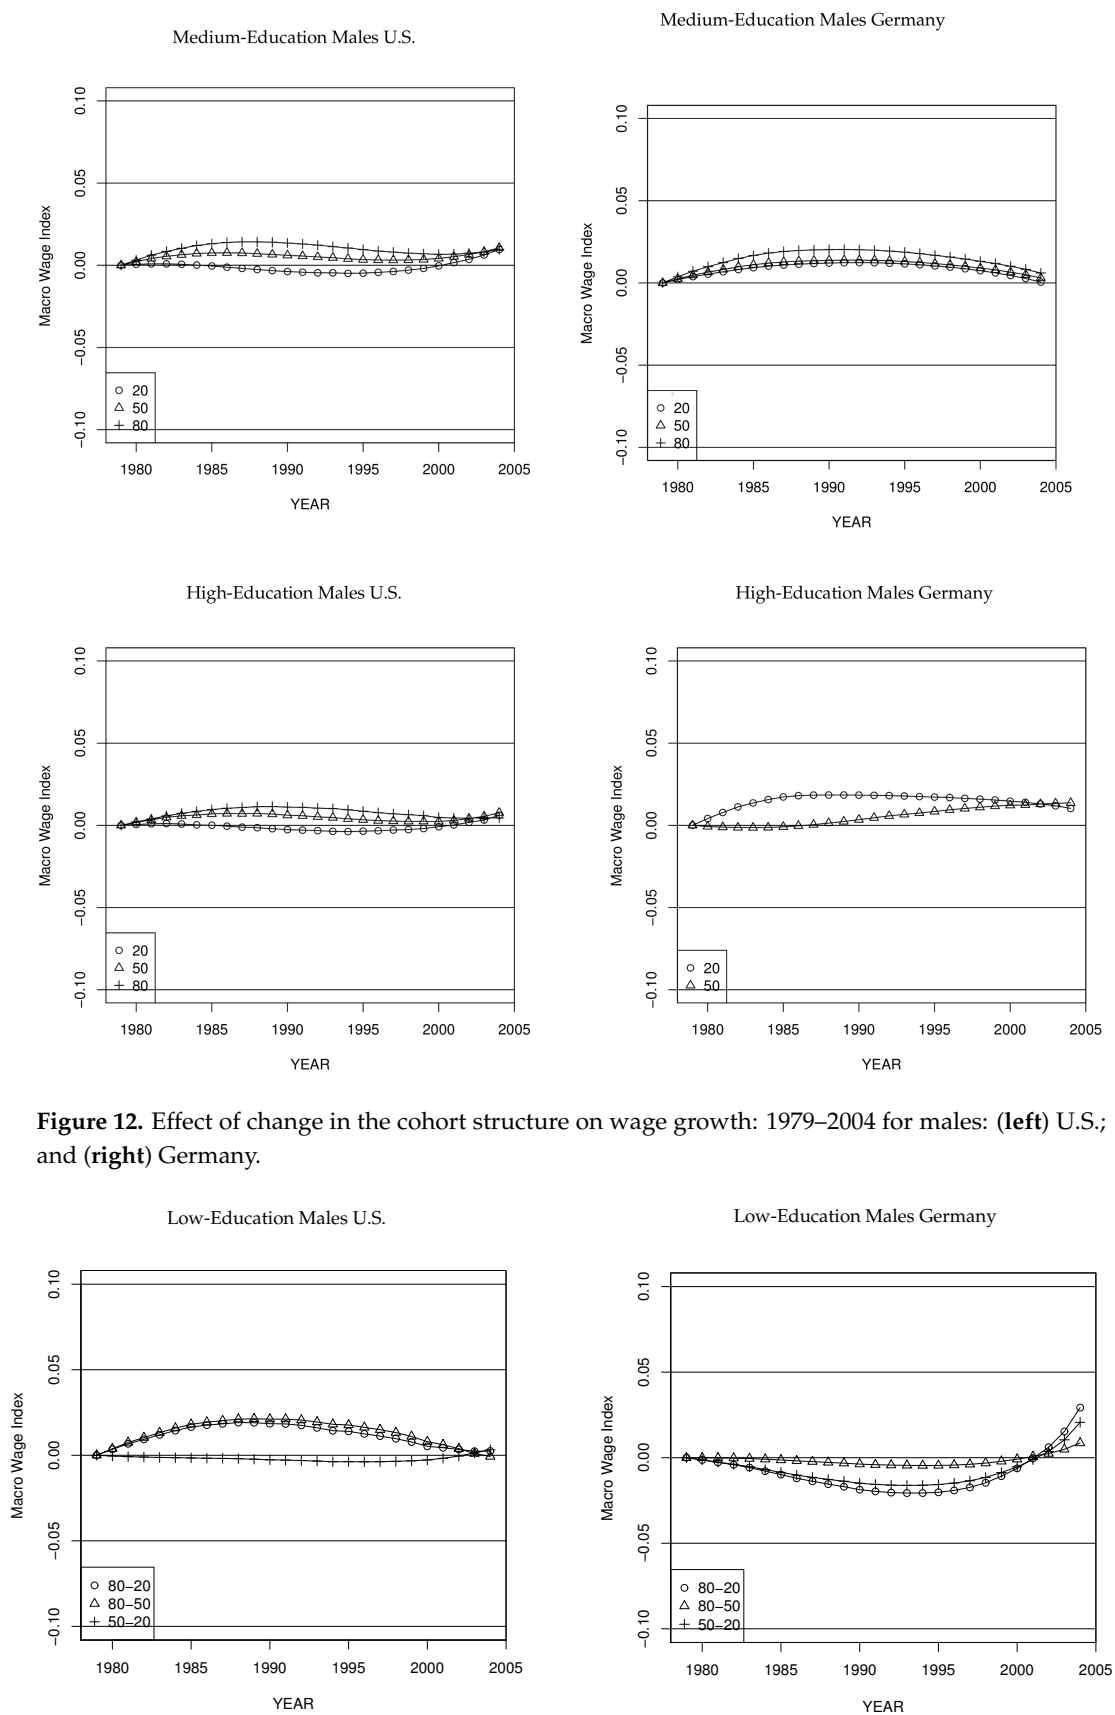 Medium-Education Males U.S.
Macro Wage Index
0.10
0.05
0.00
−0.05
−0.10
20
50
80
1980 1985 1990 1995 2000 2005
YEAR
Medium-Education Males Germany
Macro Wage Index
0.10
0.05
0.00
−0.05
−0.10
20
50
80
1980 1985 1990 1995 2000 2005
YEAR
High-Education Males U.S.
Macro Wage Index
0.10
0.05
0.00
−0.05
−0.10
20
50
80
1980 1985 1990 1995 2000 2005
YEAR
High-Education Males Germany
Macro Wage Index
0.10
0.05
0.00
−0.05
−0.10
20
50
1980 1985 1990 1995 2000 2005
YEAR
Figure 12. Effect of change in the cohort structure on wage growth: 1979–2004 for males: (left) U.S.;
and (right) Germany.
Low-Education Males U.S.
Macro Wage Index
0.10
0.05
0.00
−0.05
−0.10
80−20
80−50
50−20
1980 1985 1990 1995 2000 2005
YEAR
Low-Education Males Germany
Macro Wage Index
0.10
0.05
0.00
−0.05
−0.10
80−20
80−50
50−20
1980 1985 1990 1995 2000 2005
YEAR